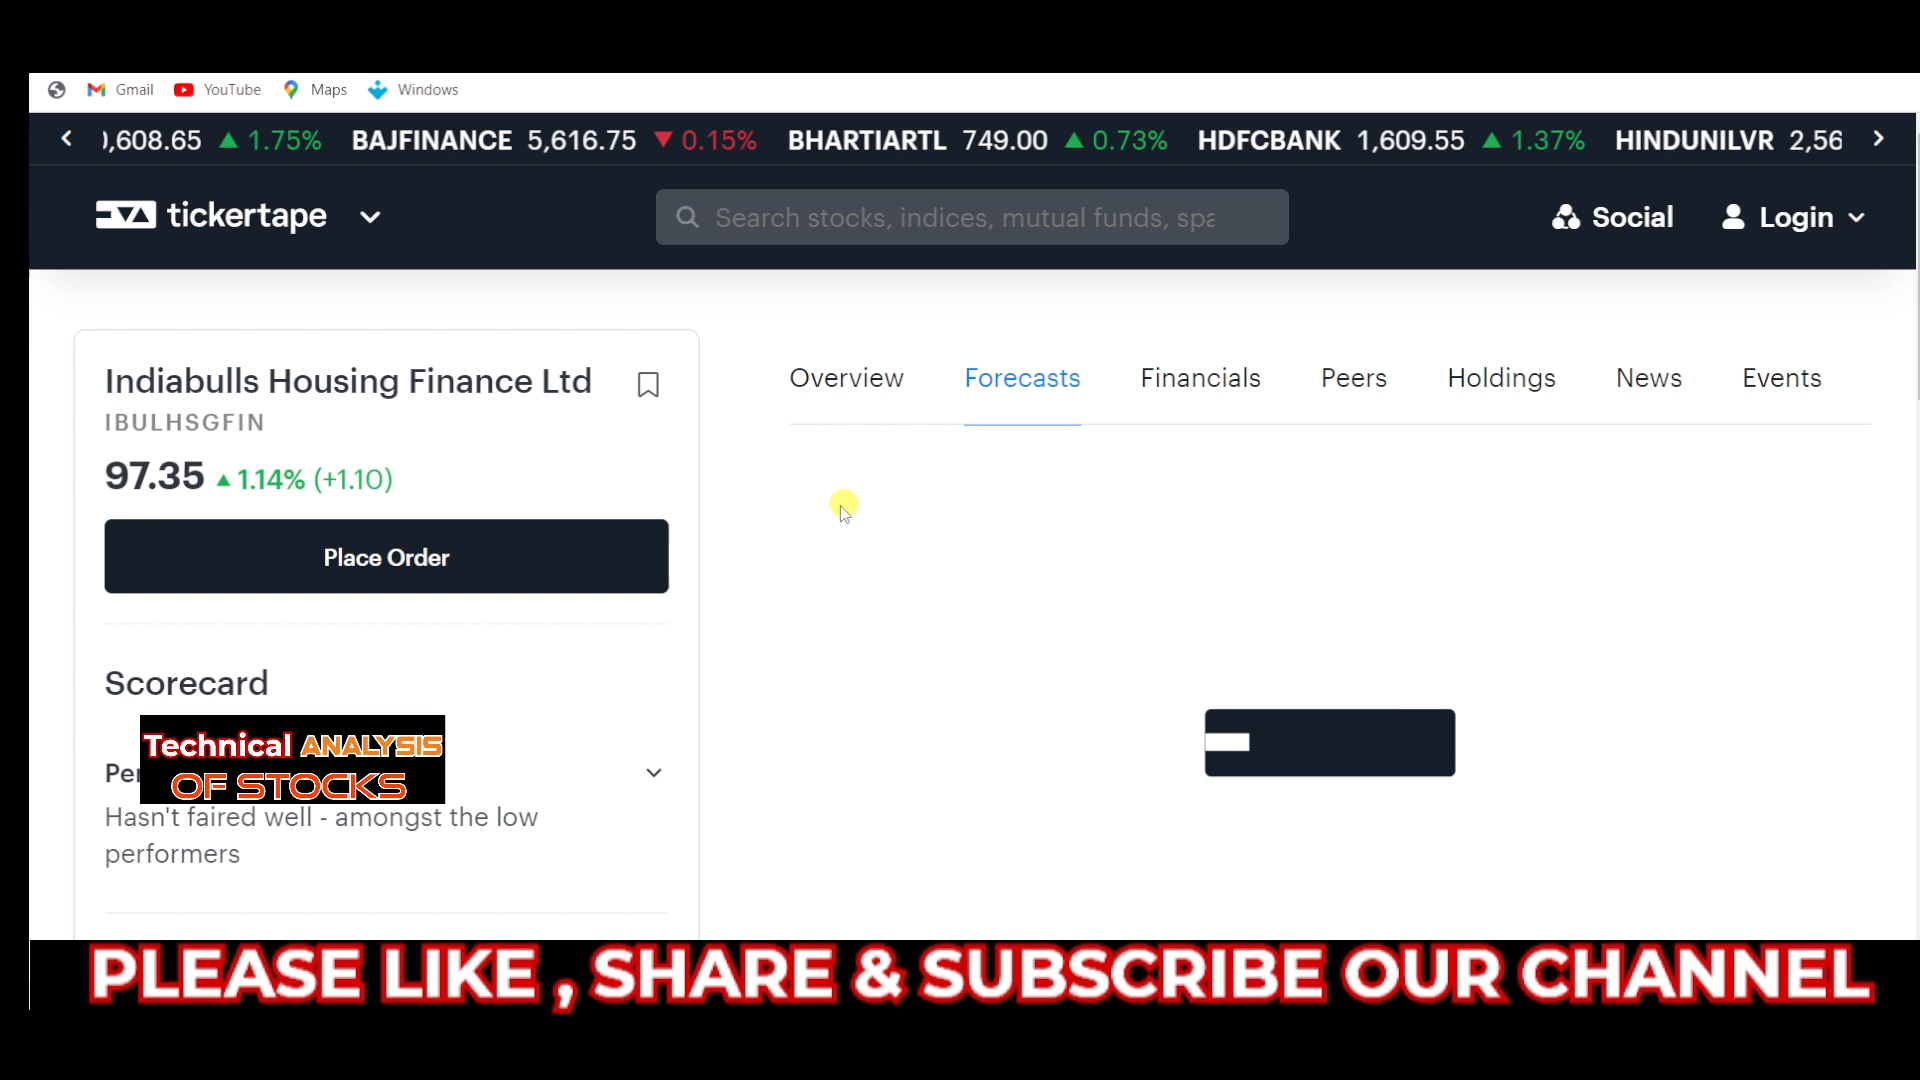 Gmail YouTube Maps Windows
,608.65 ▲ 1.75% BAJFINANCE 5,616.75 ▼ 0.15% BHARTIARTL 749.00 ▲ 0.73% HDFCBANK 1,609.55 ▲ 1.37% HINDUNILVR 2,56
tickertape
Search stocks, indices, mutual funds, spa
Social
Login
Indiabulls Housing Finance Ltd
IBULHSGFIN
97.35 ▲ 1.14% (+1.10)
Place Order
Overview Forecasts Financials Peers Holdings News Events
Scorecard
Technical ANALYSIS
OF STOCKS
Hasn't faired well - amongst the low
performers
PLEASE LIKE , SHARE & SUBSCRIBE OUR CHANNEL